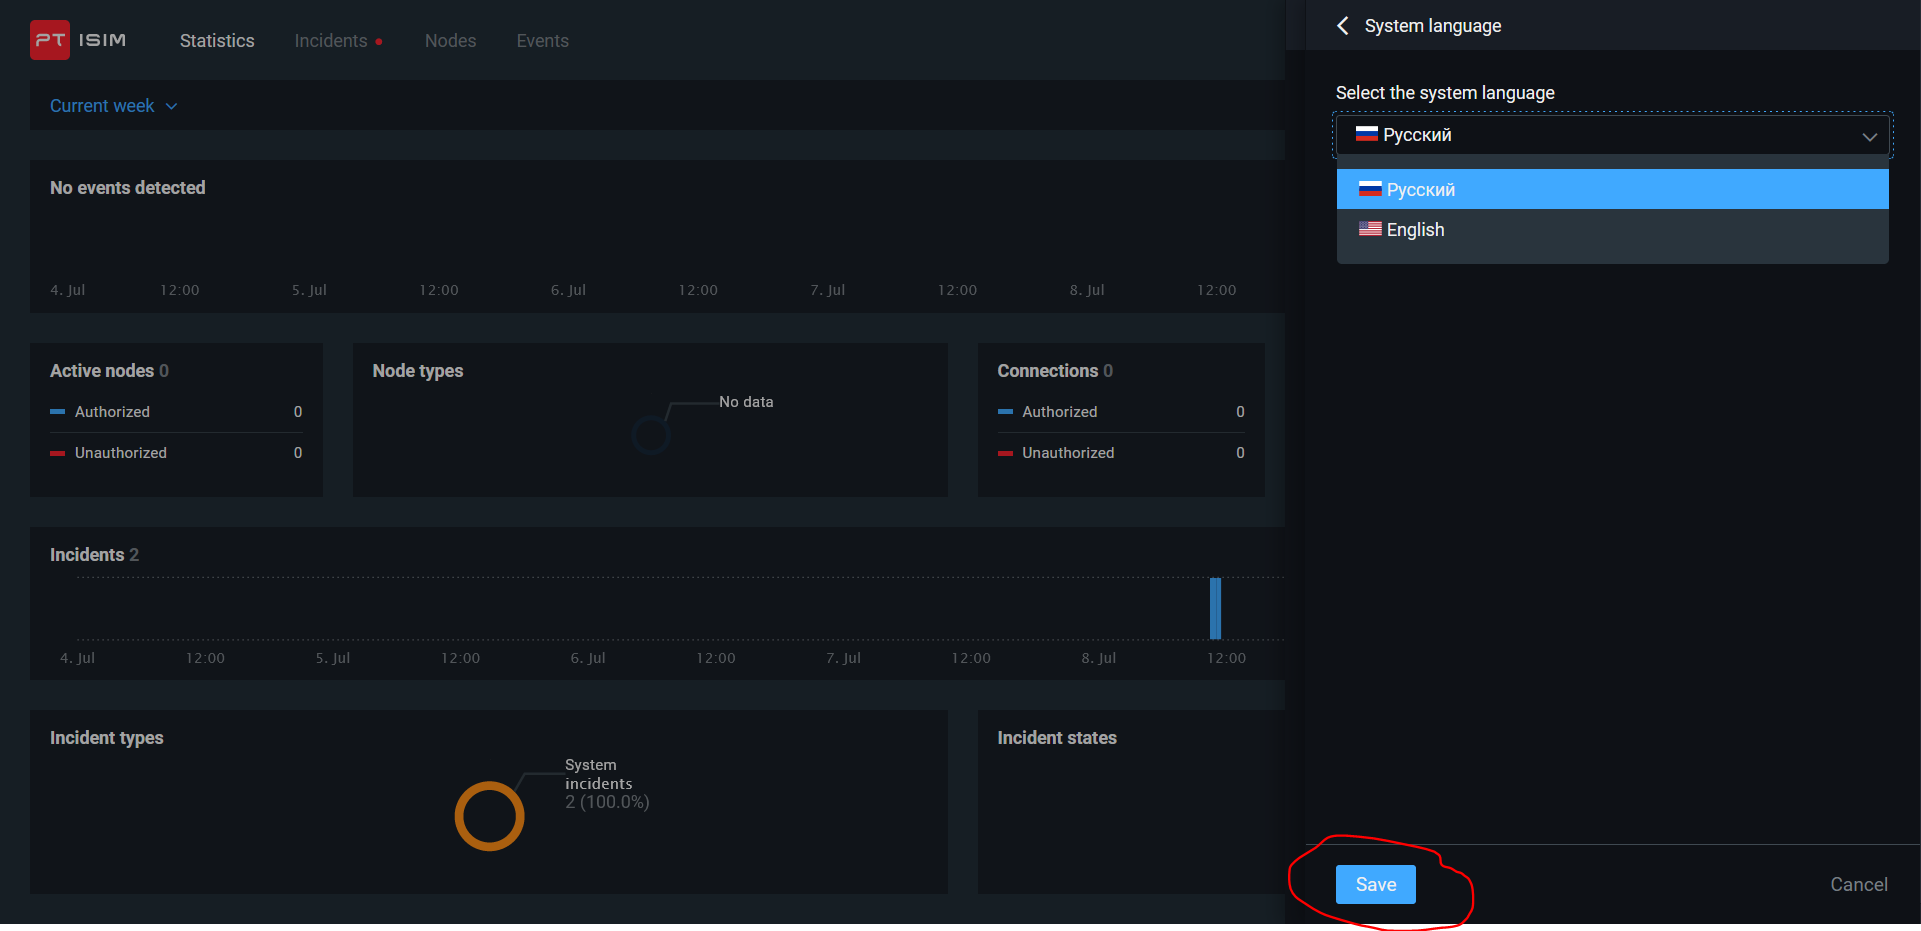 PT ISIM Statistics Incidents Nodes Events
Current week
No events detected
4. Jul 12:00 5. Jul 12:00 6. Jul 12:00 7. Jul 12:00 8. Jul 12:00
Active nodes 0
Authorized 0
Unauthorized 0
Node types
No data
Connections 0
Authorized 0
Unauthorized 0
Incidents 2
4. Jul 12:00 5. Jul 12:00 6. Jul 12:00 7. Jul 12:00 8. Jul 12:00
Incident types
System
incidents
2 (100.0%)
Incident states
System language
Select the system language
Русский
Русский
English
Save Cancel